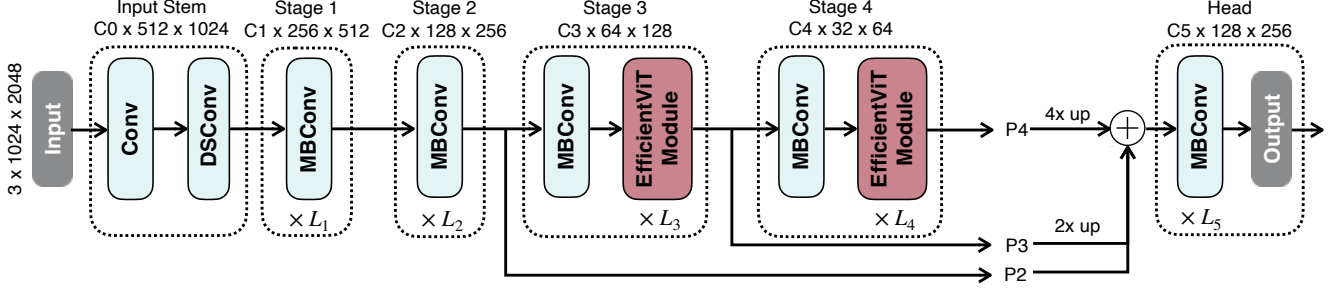 3 x 1024 x 2048
Input
Input Stem
C0 x 512 x 1024
Conv
DSConv
Stage 1
C1 x 256 x 512
MBConv
× L1
Stage 2
C2 x 128 x 256
MBConv
× L2
Stage 3
C3 x 64 x 128
MBConv
EfficientViT
Module
× L3
Stage 4
C4 x 32 x 64
MBConv
EfficientViT
Module
× L4
P4
4x up
P3
2x up
P2
+
Head
C5 x 128 x 256
MBConv
× L5
Output